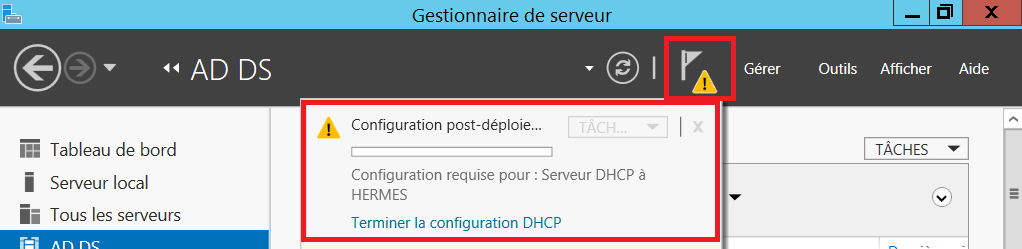 Gestionnaire de serveur
AD DS
Gérer Outils Afficher Aide
Configuration post-déploie... TÂCH... X
Configuration requise pour : Serveur DHCP à
HERMES
Terminer la configuration DHCP
Tableau de bord
Serveur local
Tous les serveurs
AD DS
TÂCHES